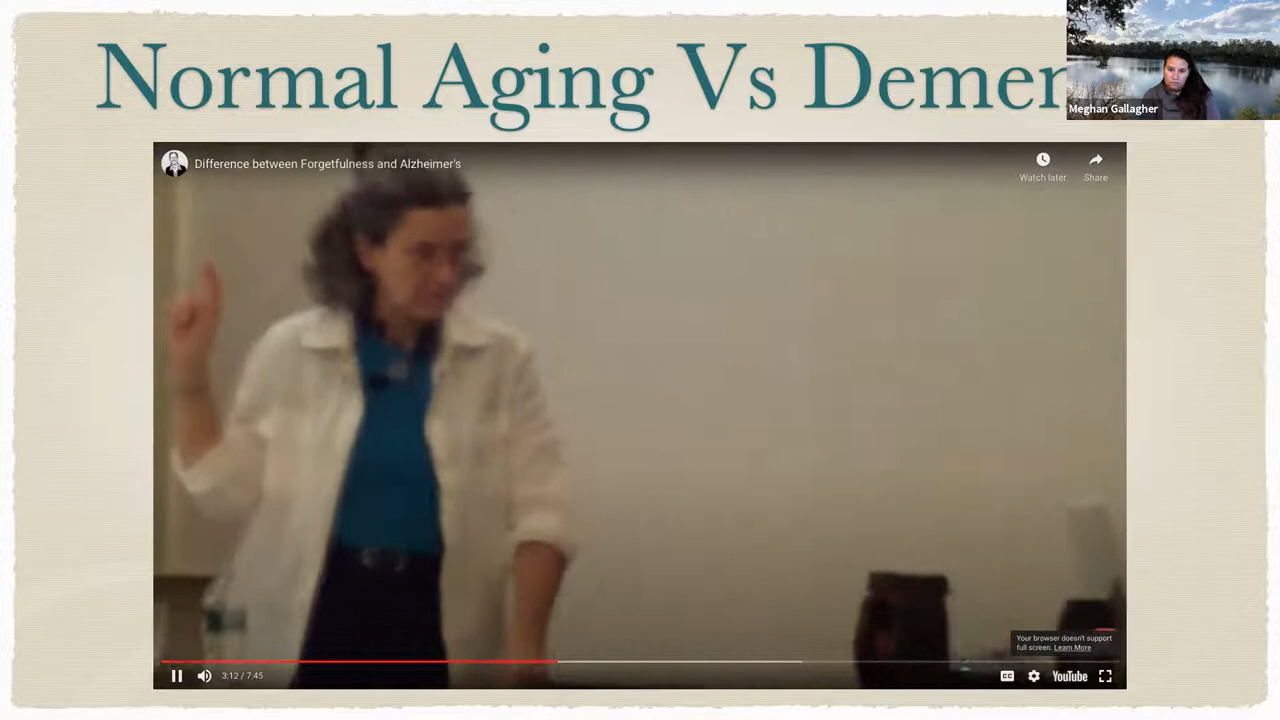 Normal Aging Vs Demen
Meghan Gallagher
Difference between Forgetfulness and Alzheimer's
Watch later
Share
Your browser doesn't support
full screen. Learn More
3:12 / 7:45
CC
YouTube